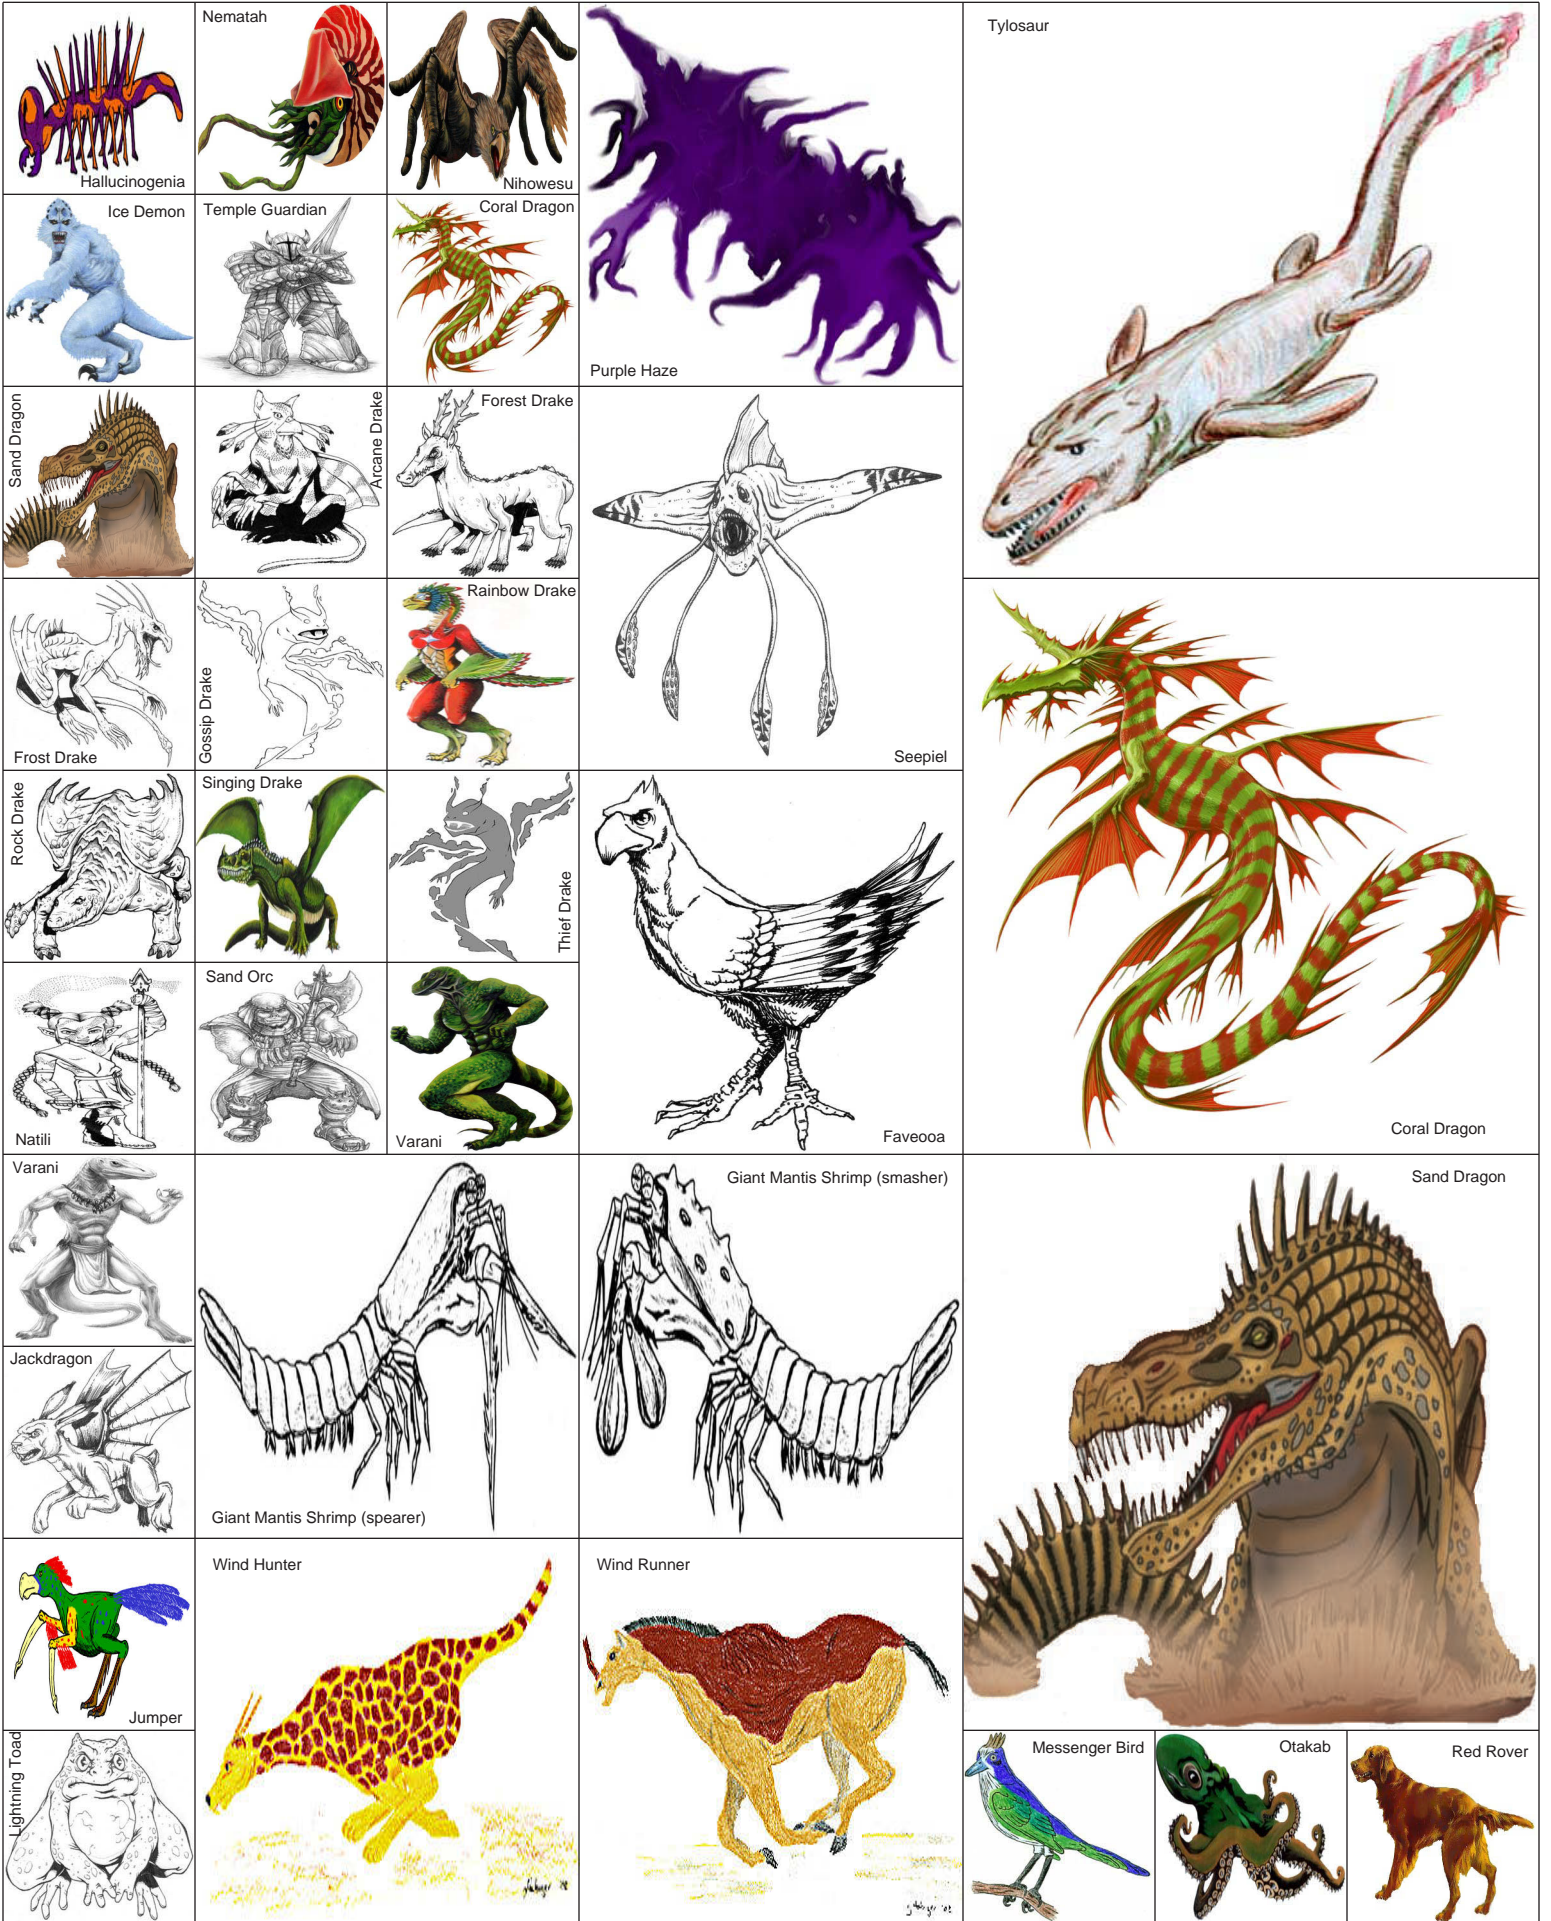 Nematah
Tylosaur
Hallucinogenia
Nihowesu
Ice Demon
Temple Guardian
Coral Dragon
Purple Haze
Sand Dragon
Arcane Drake
Forest Drake
Rainbow Drake
Frost Drake
Gossip Drake
Seepiel
Rock Drake
Singing Drake
Thief Drake
Natili
Sand Orc
Varani
Faveooa
Coral Dragon
Varani
Giant Mantis Shrimp (smasher)
Sand Dragon
Jackdragon
Giant Mantis Shrimp (spearer)
Wind Hunter
Wind Runner
Jumper
Lightning Toad
Messenger Bird
Otakab
Red Rover